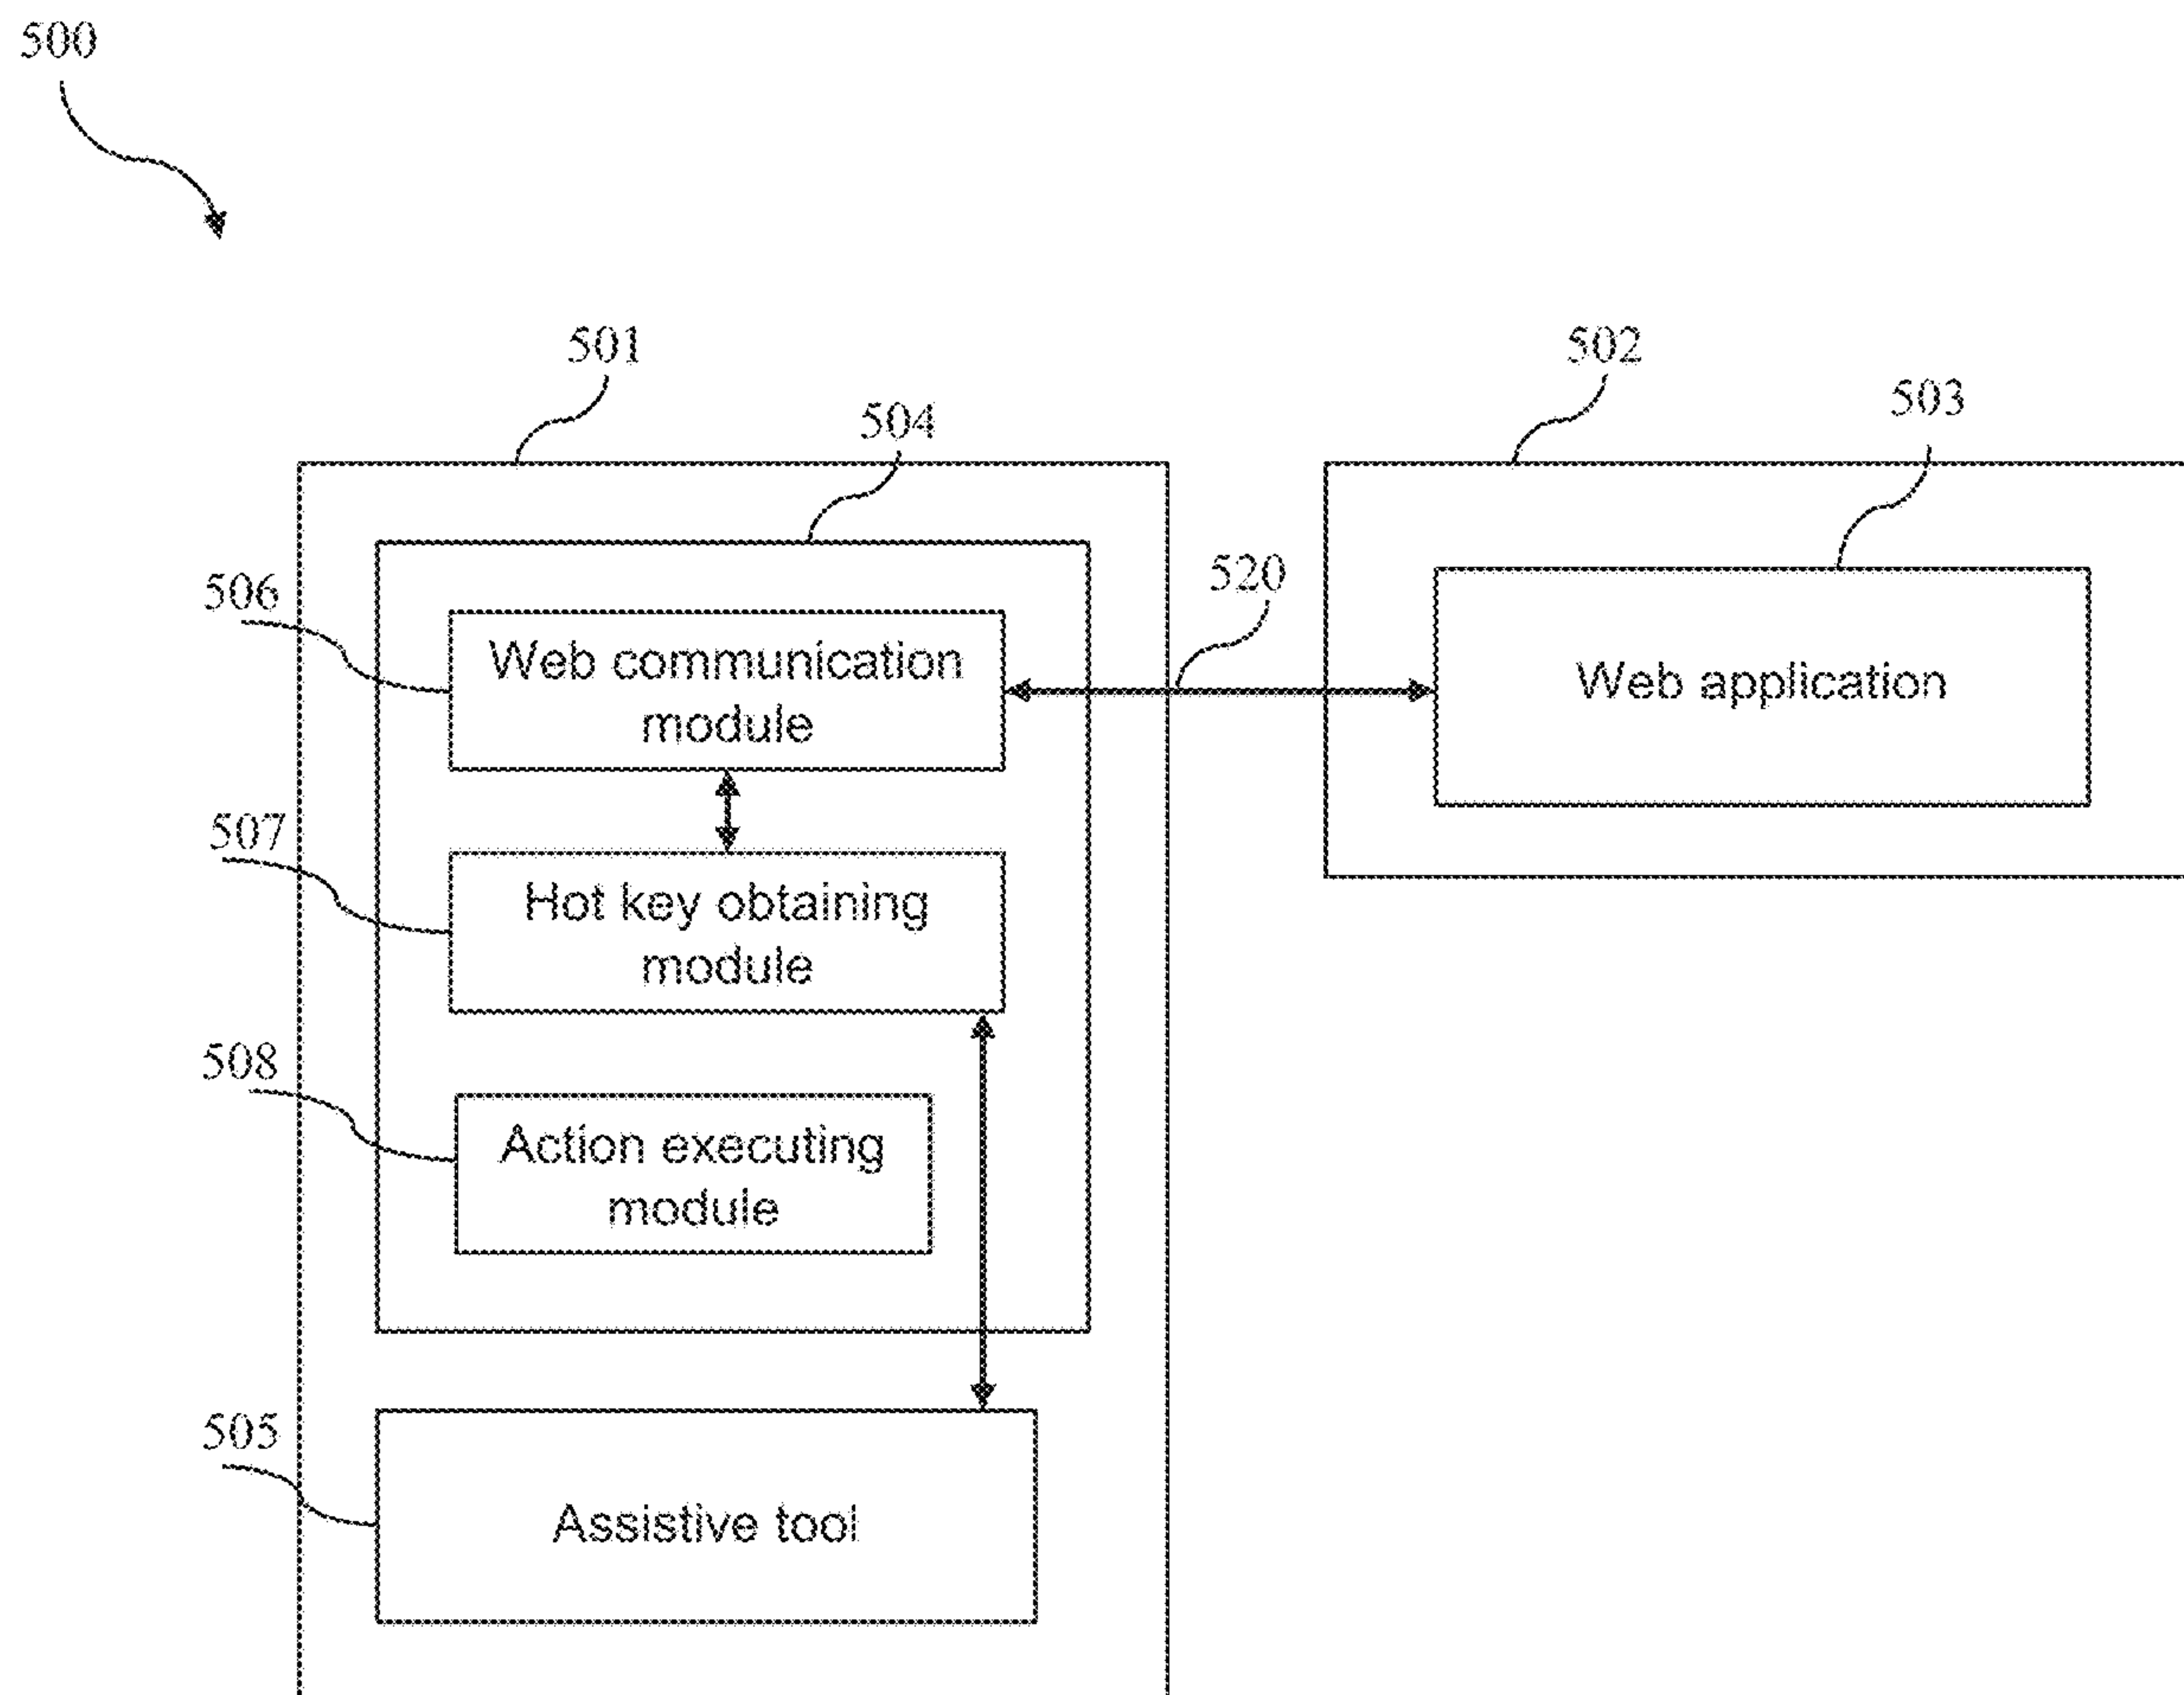 500
501
502
504
503
506
Web communication
module
520
Web application
507
Hot key obtaining
module
508
Action executing
module
505
Assistive tool